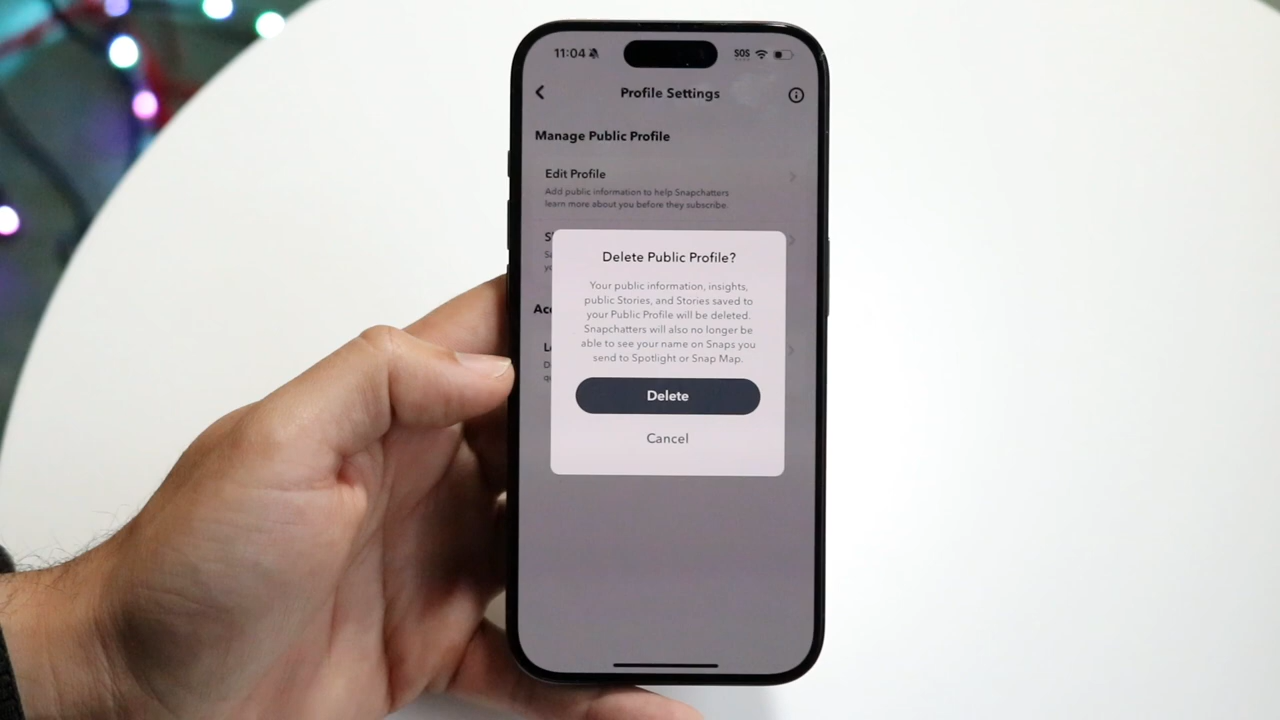 11:04
SOS
Profile Settings
Manage Public Profile
Edit Profile
Add public information to help Snapchatters
learn more about you before they subscribe.
Delete Public Profile?
Your public information, insights,
public Stories, and Stories saved to
your Public Profile will be deleted.
Snapchatters will also no longer be
able to see your name on Snaps you
send to Spotlight or Snap Map.
Delete
Cancel